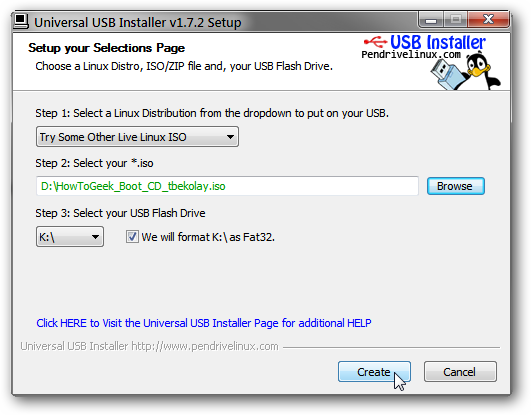 Universal USB Installer v1.7.2 Setup
Setup your Selections Page
Choose a Linux Distro, ISO/ZIP file and, your USB Flash Drive.
USB Installer
Pendrivelinux.com
Step 1: Select a Linux Distribution from the dropdown to put on your USB.
Try Some Other Live Linux ISO
Step 2: Select your *.iso
D:\HowToGeek_Boot_CD_tbekolay.iso
Browse
Step 3: Select your USB Flash Drive
K:\
We will format K:\ as Fat32.
Click HERE to Visit the Universal USB Installer Page for additional HELP
Universal USB Installer http://www.pendrivelinux.com
Create
Cancel